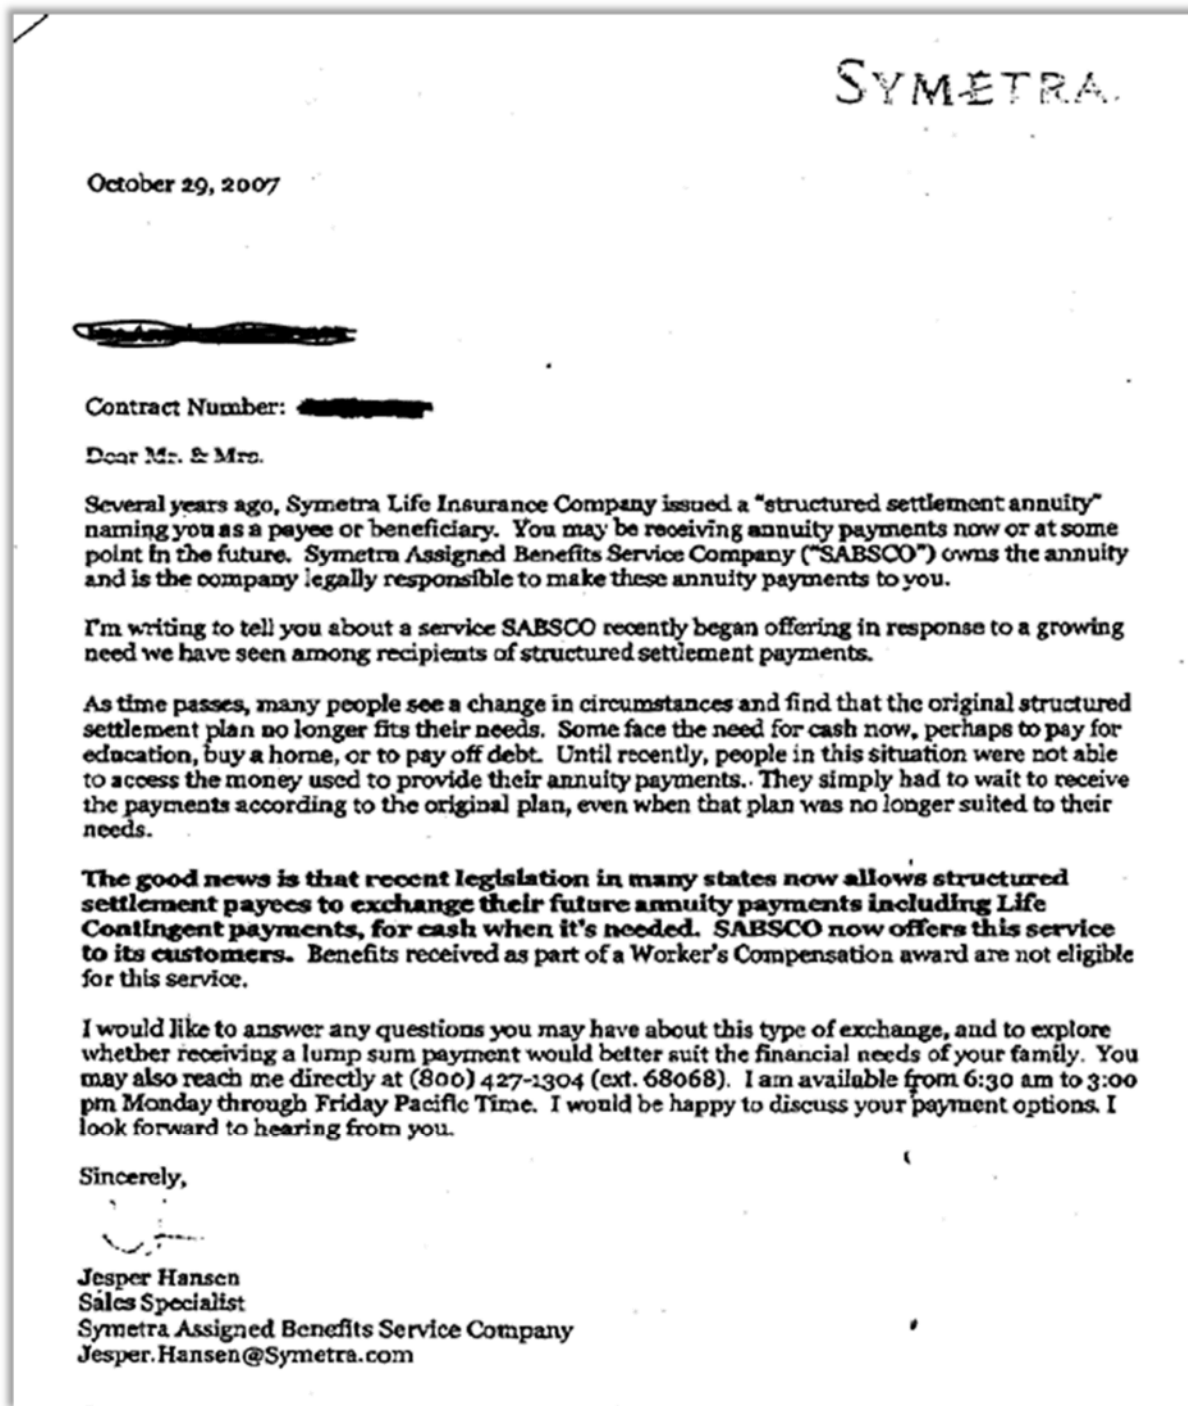 SYMETRA.
October 29, 2007
Contract Number:
Dear Mr. & Mrs.
Several years ago, Symetra Life Insurance Company issued a "structured settlement annuity"
naming you as a payee or beneficiary. You may be receiving annuity payments now or at some
point in the future. Symetra Assigned Benefits Service Company ("SABSCO") owns the annuity
and is the company legally responsible to make these annuity payments to you.
I'm writing to tell you about a service SABSCO recently began offering in response to a growing
need we have seen among recipients of structured settlement payments.
As time passes, many people see a change in circumstances and find that the original structured
settlement plan no longer fits their needs. Some face the need for cash now, perhaps to pay for
education, buy a home, or to pay off debt. Until recently, people in this situation were not able
to access the money used to provide their annuity payments. They simply had to wait to receive
the payments according to the original plan, even when that plan was no longer suited to their
needs.
The good news is that recent legislation in many states now allows structured
settlement payees to exchange their future annuity payments including Life
Contingent payments, for cash when it's needed. SABSCO now offers this service
to its customers. Benefits received as part of a Worker's Compensation award are not eligible
for this service.
I would like to answer any questions you may have about this type of exchange, and to explore
whether receiving a lump sum payment would better suit the financial needs of your family. You
may also reach me directly at (800) 427-1304 (ext. 68068). I am available from 6:30 am to 3:00
pm Monday through Friday Pacific Time. I would be happy to discuss your payment options. I
look forward to hearing from you.
Sincerely,
Jesper Hansen
Sales Specialist
Symetra Assigned Benefits Service Company
Jesper.Hansen@Symetra.com